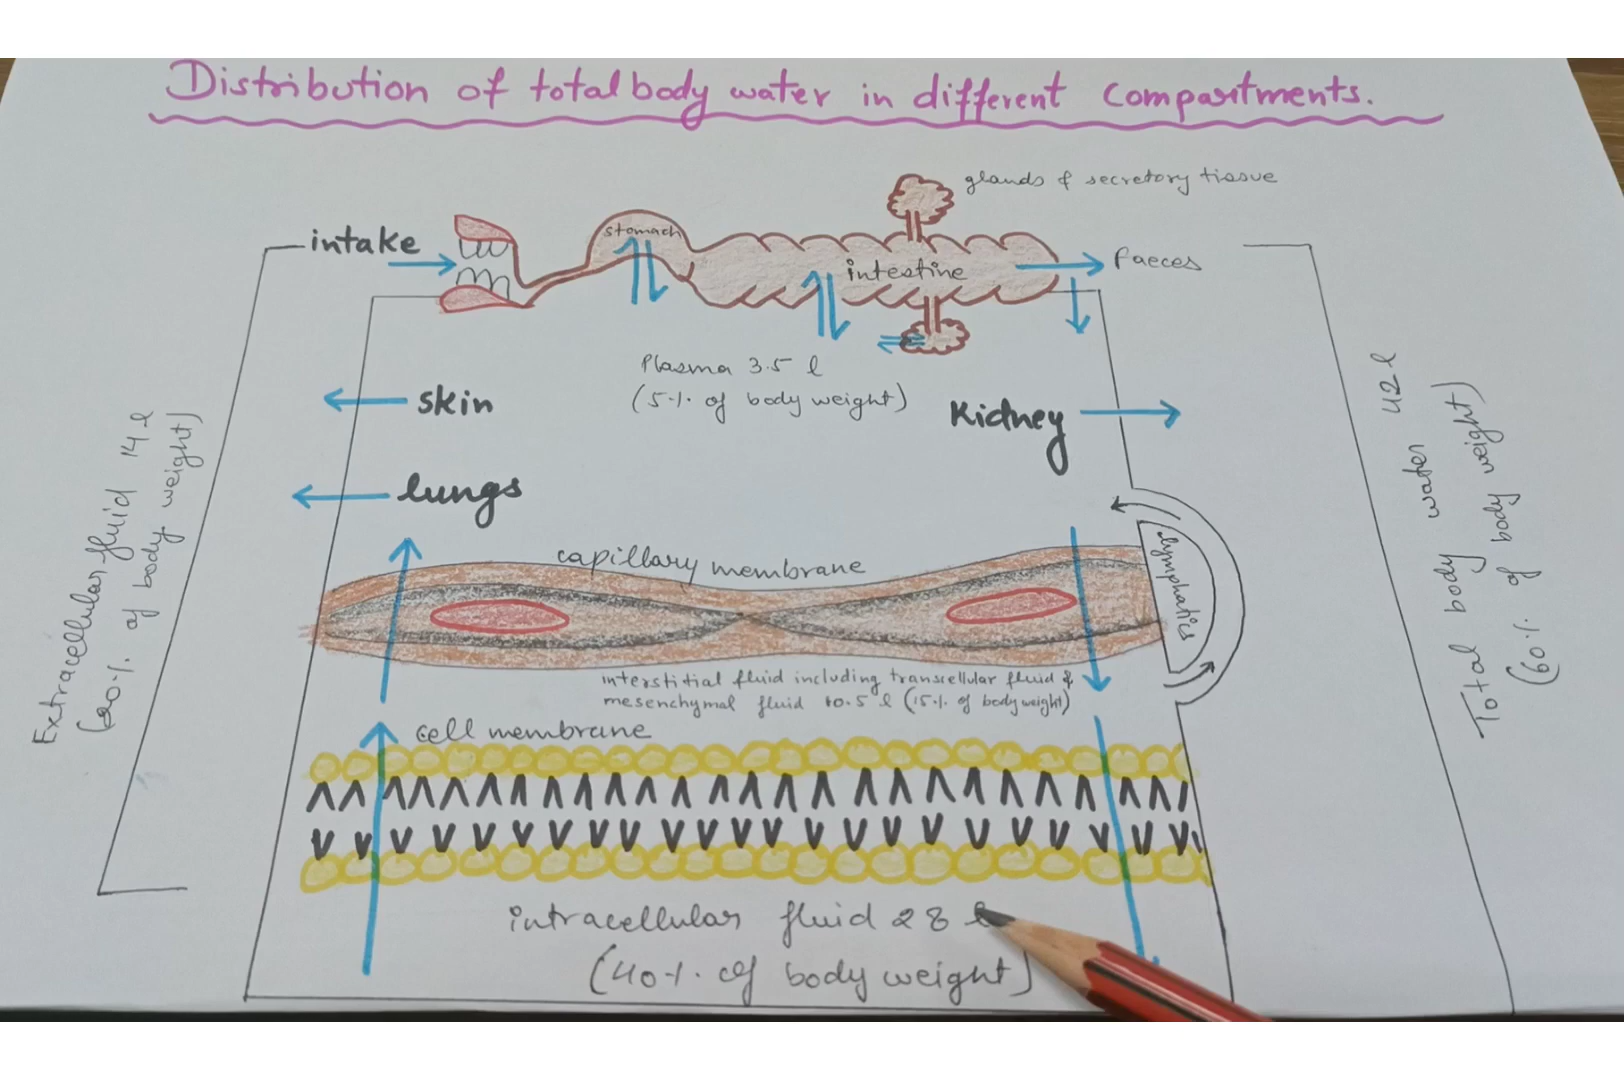 Distribution of total body water in different compartments.
glands & secretory tissue
intake
stomach
intestine
faeces
Plasma 3.5 l
(5%. of body weight)
skin
Kidney
lungs
capillary membrane
lymphatics
interstitial fluid including transcellular fluid &
mesenchymal fluid 10.5 l (15%. of body weight)
cell membrane
intracellular fluid 28 l
(40%. of body weight)
Extracellular fluid 14 l
(20%. of body weight)
Total body water 42 l
(60%. of body weight)